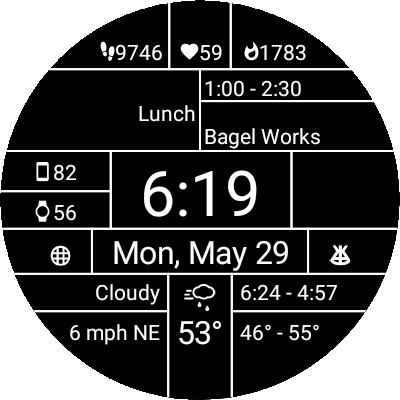 9746 59 1783
1:00 - 2:30
Lunch
Bagel Works
82
6:19
56
Mon, May 29
Cloudy 6:24 - 4:57
6 mph NE 53° 46° - 55°